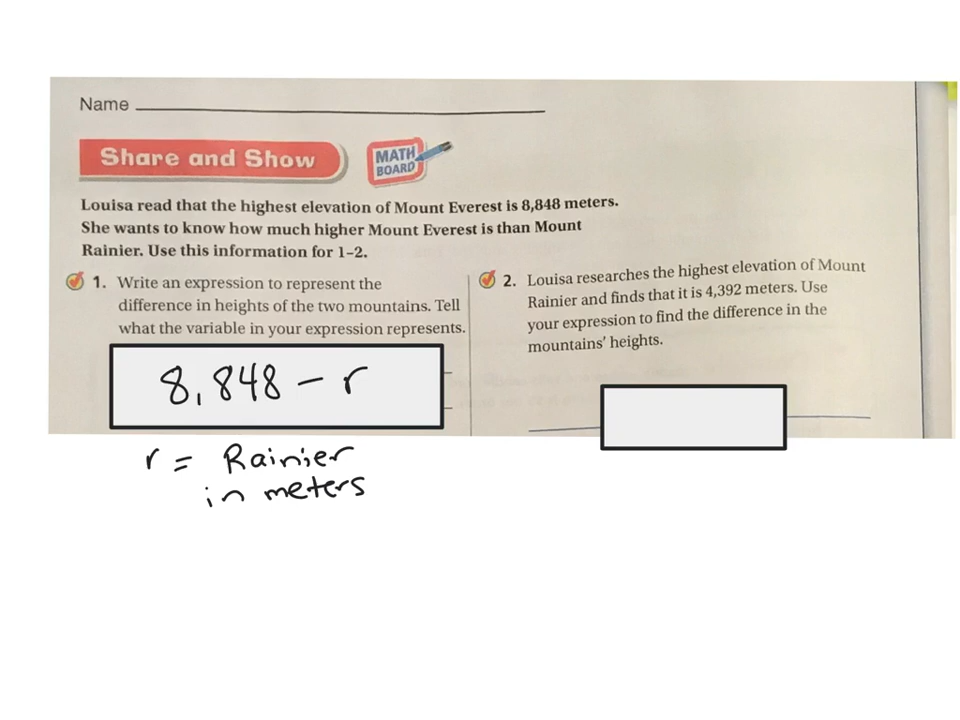 Name
Share and Show
MATH
BOARD
Louisa read that the highest elevation of Mount Everest is 8,848 meters.
She wants to know how much higher Mount Everest is than Mount
Rainier. Use this information for 1–2.
1. Write an expression to represent the
difference in heights of the two mountains. Tell
what the variable in your expression represents.
8,848 – r
r = Rainier
in meters
2. Louisa researches the highest elevation of Mount
Rainier and finds that it is 4,392 meters. Use
your expression to find the difference in the
mountains' heights.